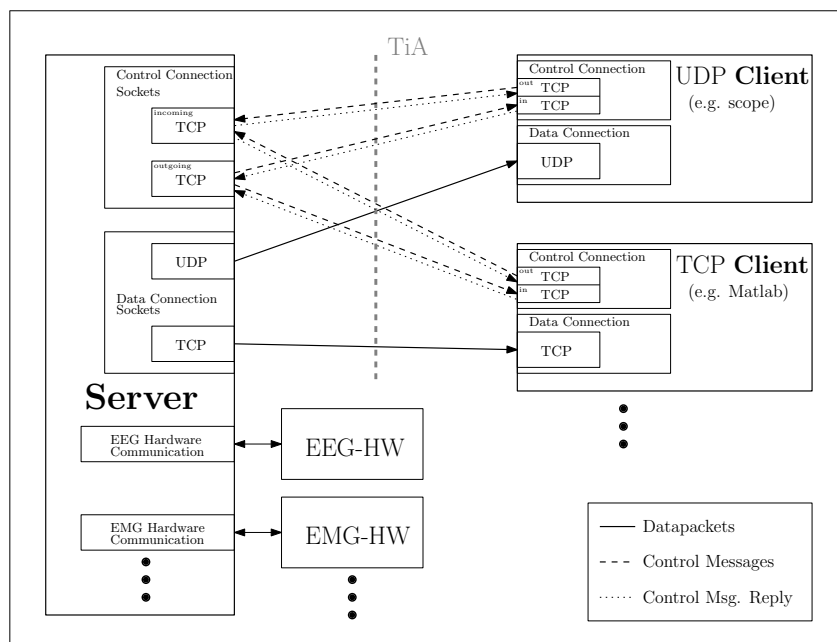 TiA
Control Connection
Sockets
incoming
TCP
outgoing
TCP
UDP
Data Connection
Sockets
TCP
Server
EEG Hardware
Communication
EMG Hardware
Communication
EEG-HW
EMG-HW
Control Connection
out
TCP
in
TCP
Data Connection
UDP
UDP Client
(e.g. scope)
Control Connection
out
TCP
in
TCP
Data Connection
TCP
TCP Client
(e.g. Matlab)
Datapackets
Control Messages
Control Msg. Reply